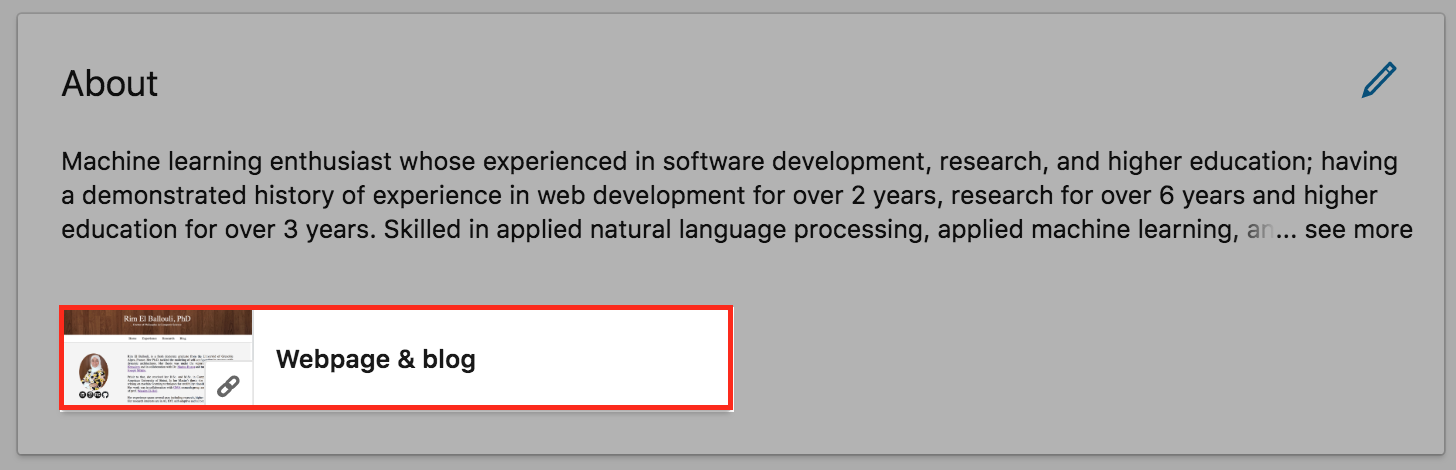 About
Machine learning enthusiast whose experienced in software development, research, and higher education; having
a demonstrated history of experience in web development for over 2 years, research for over 6 years and higher
education for over 3 years. Skilled in applied natural language processing, applied machine learning, an... see more
Rim El Ballouli, PhD
Webpage & blog